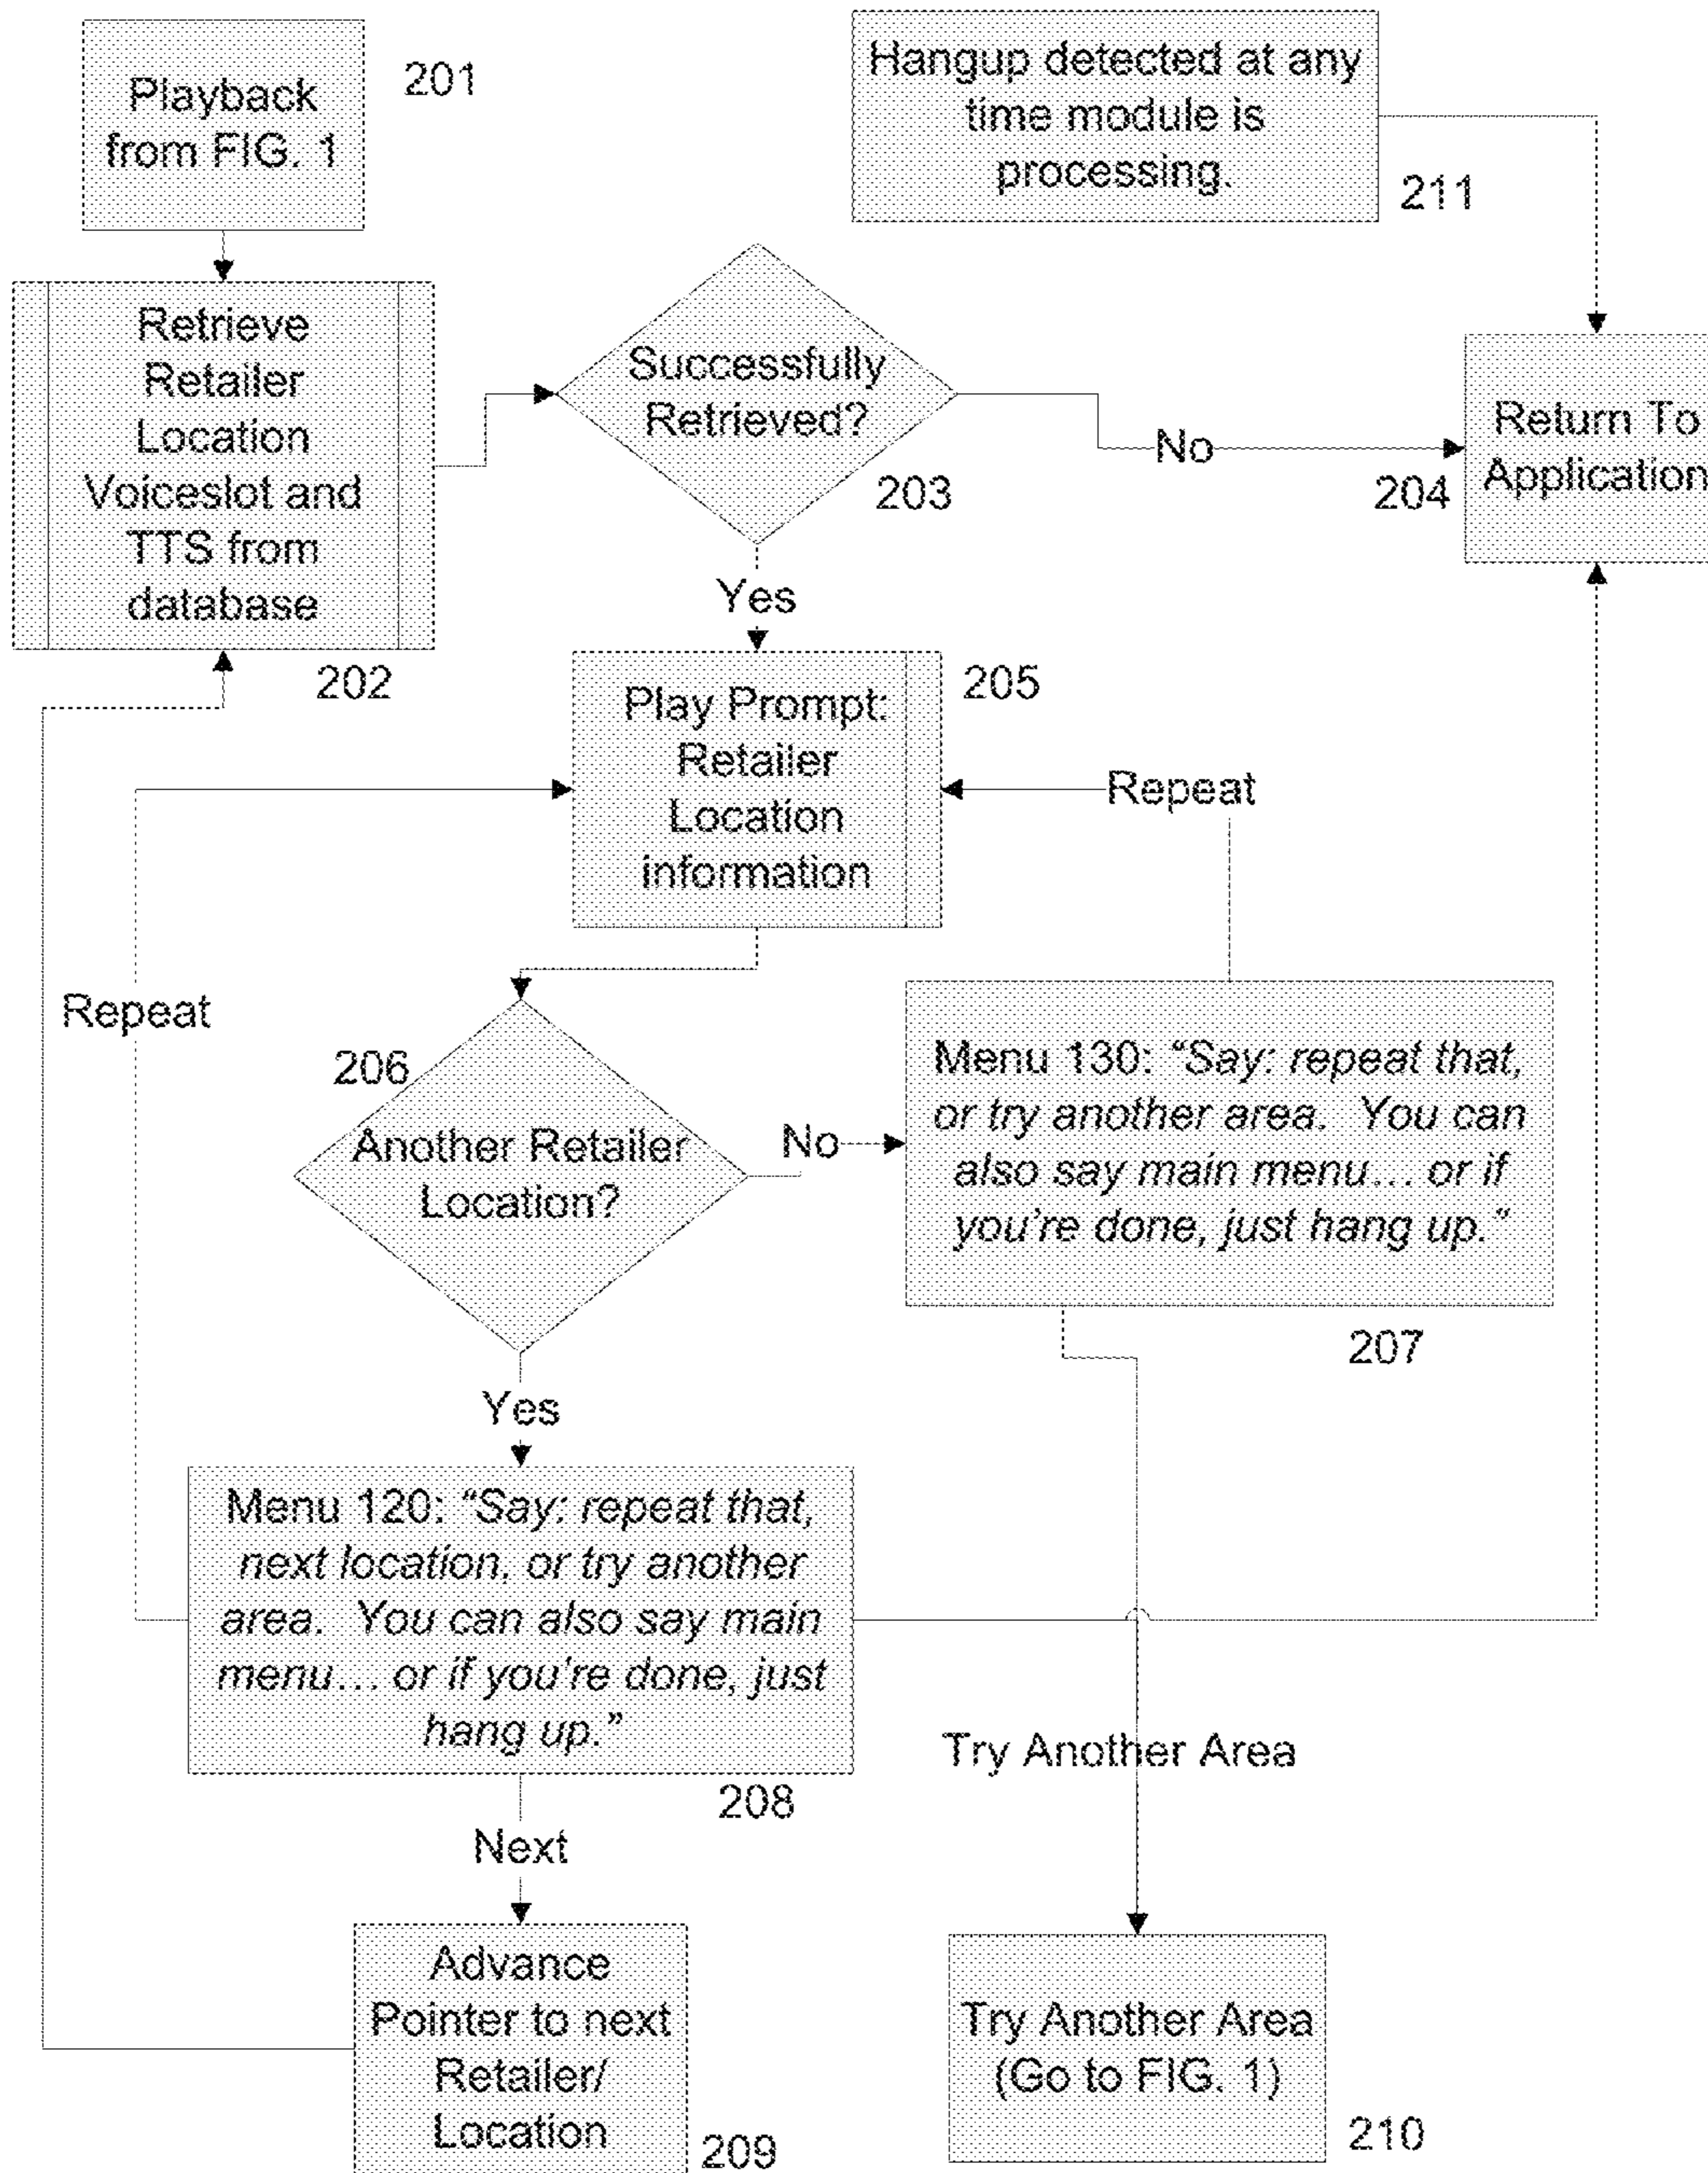 Playback
from FIG. 1
201
Hangup detected at any
time module is
processing.
211
Retrieve
Retailer
Location
Voiceslot and
TTS from
database
202
Successfully
Retrieved?
203
No
204
Return To
Application
Yes
Play Prompt:
Retailer
Location
information
205
Repeat
Repeat
206
Another Retailer
Location?
No
Menu 130: “Say: repeat that,
or try another area. You can
also say main menu... or if
you’re done, just hang up.”
207
Yes
Menu 120: “Say: repeat that,
next location, or try another
area. You can also say main
menu... or if you’re done, just
hang up.”
208
Try Another Area
Next
Advance
Pointer to next
Retailer/
Location
209
Try Another Area
(Go to FIG. 1)
210